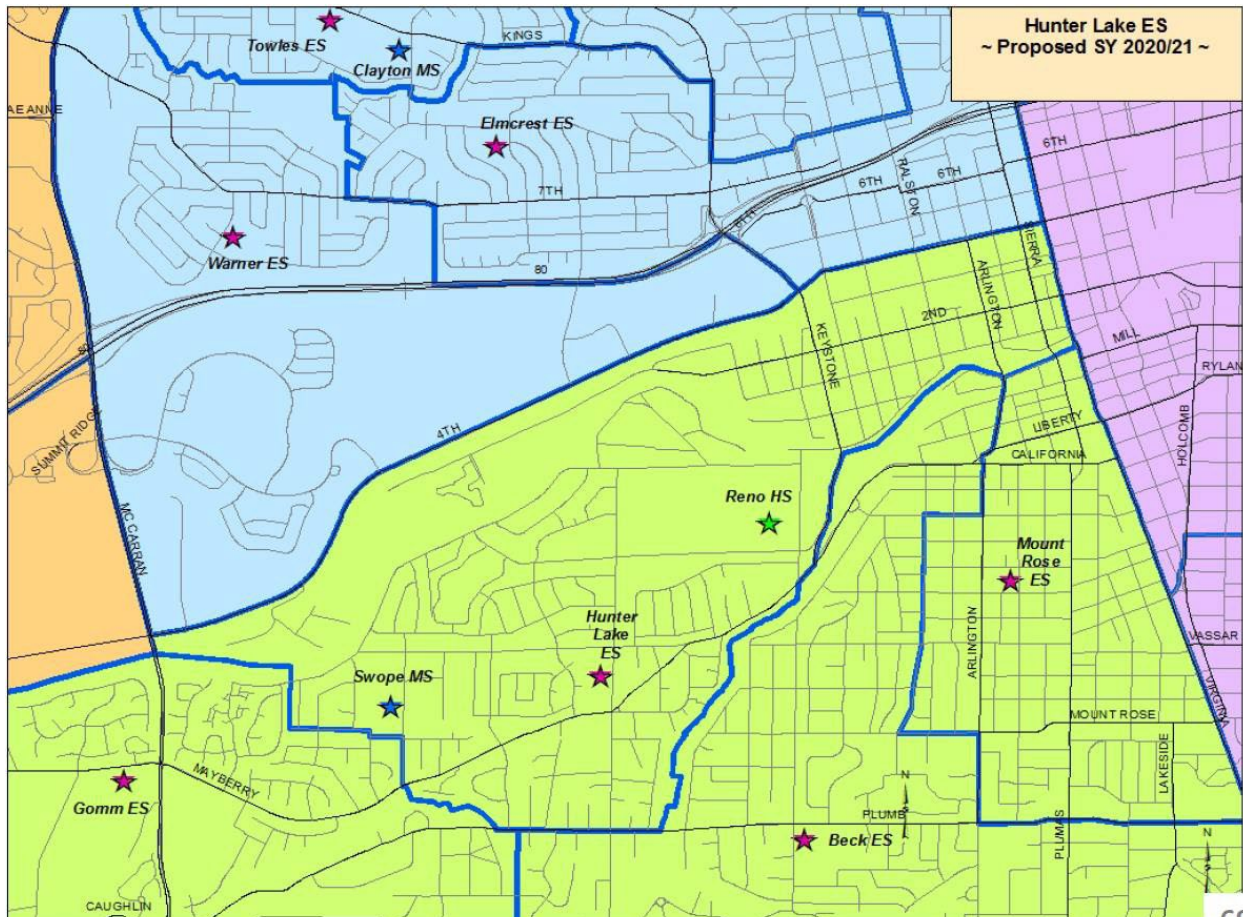 Hunter Lake ES
~ Proposed SY 2020/21 ~
Towles ES
KINGS
Clayton MS
AEANNE
Elmcrest ES
6TH
RALSTON
6TH
6TH
7TH
6TH
Warner ES
SIERRA
80
ARLINGTON
2ND
KEYSTONE
MILL
RYLAN
80
SUMMIT RIDGE
4TH
LIBERTY
HOLCOMB
CALIFORNIA
MC CARRAN
Reno HS
Mount
Rose
ES
Hunter
Lake
ES
ARLINGTON
VASSAR
Swope MS
VIRGINIA
MOUNT ROSE
LAKESIDE
MAYBERRY
Gomm ES
N
PLUMB
PLUMAS
Beck ES
N
CAUGHLIN